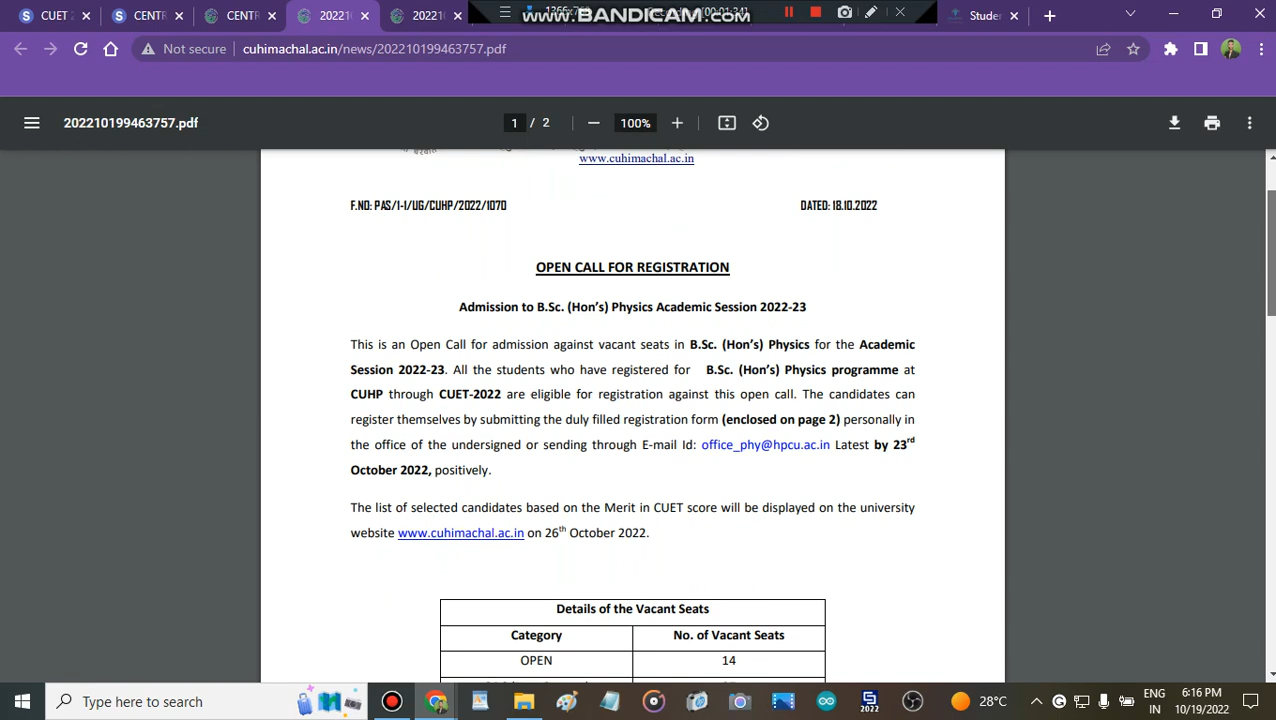 CUET
CENTR
CENTR
20221
20221
www.BANDICAM.com
Studer
Not secure
cuhimachal.ac.in/news/202210199463757.pdf
202210199463757.pdf
1 / 2
100%
www.cuhimachal.ac.in
F.NO: PAS/1-1/UG/CUHP/2022/1070
DATED: 18.10.2022
OPEN CALL FOR REGISTRATION
Admission to B.Sc. (Hon's) Physics Academic Session 2022-23
This is an Open Call for admission against vacant seats in B.Sc. (Hon's) Physics for the Academic
Session 2022-23. All the students who have registered for B.Sc. (Hon's) Physics programme at
CUHP through CUET-2022 are eligible for registration against this open call. The candidates can
register themselves by submitting the duly filled registration form (enclosed on page 2) personally in
the office of the undersigned or sending through E-mail Id: office_phy@hpcu.ac.in Latest by 23rd
October 2022, positively.
The list of selected candidates based on the Merit in CUET score will be displayed on the university
website www.cuhimachal.ac.in on 26th October 2022.
Details of the Vacant Seats
Category
No. of Vacant Seats
OPEN
14
Type here to search
2022
28°C
ENG
IN
6:16 PM
10/19/2022